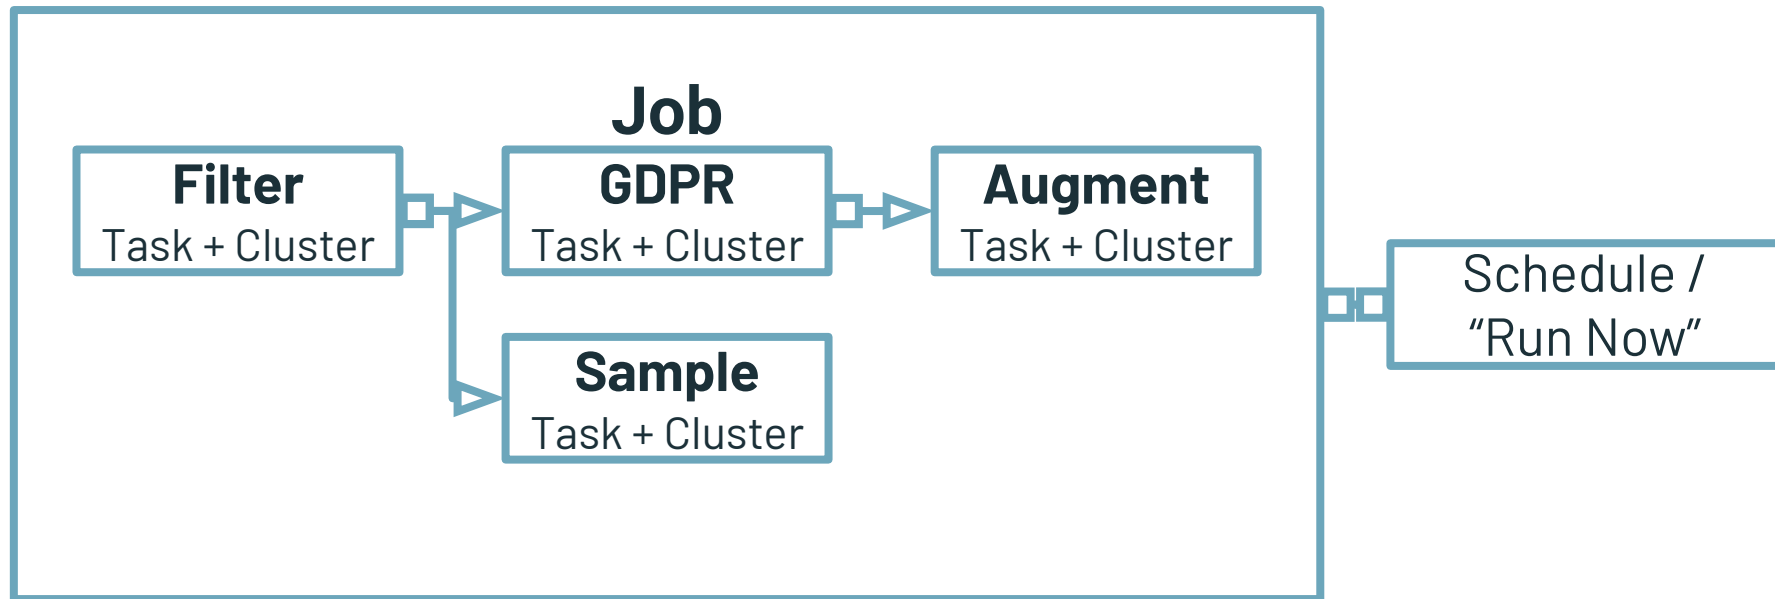 Job
Filter
Task + Cluster
GDPR
Task + Cluster
Augment
Task + Cluster
Sample
Task + Cluster
Schedule /
“Run Now”